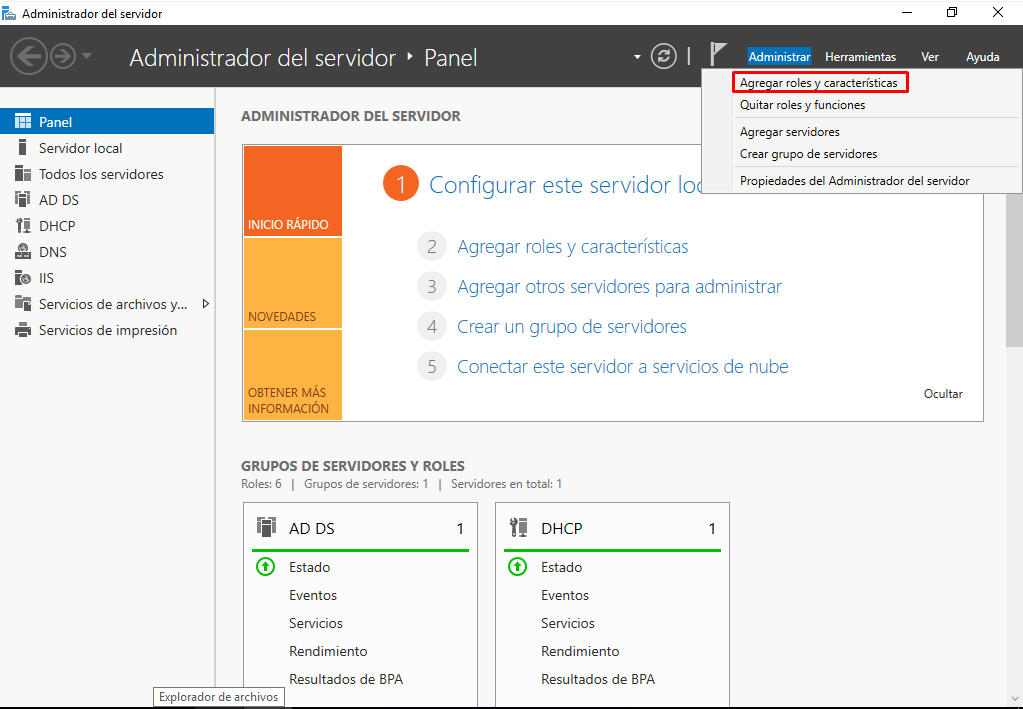 Administrador del servidor
Administrador del servidor ‣ Panel
Administrar Herramientas Ver Ayuda
Agregar roles y características
Quitar roles y funciones
Agregar servidores
Crear grupo de servidores
Propiedades del Administrador del servidor
Panel
Servidor local
Todos los servidores
AD DS
DHCP
DNS
IIS
Servicios de archivos y...
Servicios de impresión
ADMINISTRADOR DEL SERVIDOR
INICIO RÁPIDO
NOVEDADES
OBTENER MÁS
INFORMACIÓN
1 Configurar este servidor loc
2 Agregar roles y características
3 Agregar otros servidores para administrar
4 Crear un grupo de servidores
5 Conectar este servidor a servicios de nube
Ocultar
GRUPOS DE SERVIDORES Y ROLES
Roles: 6 | Grupos de servidores: 1 | Servidores en total: 1
AD DS 1
Estado
Eventos
Servicios
Rendimiento
Resultados de BPA
DHCP 1
Estado
Eventos
Servicios
Rendimiento
Resultados de BPA
Explorador de archivos